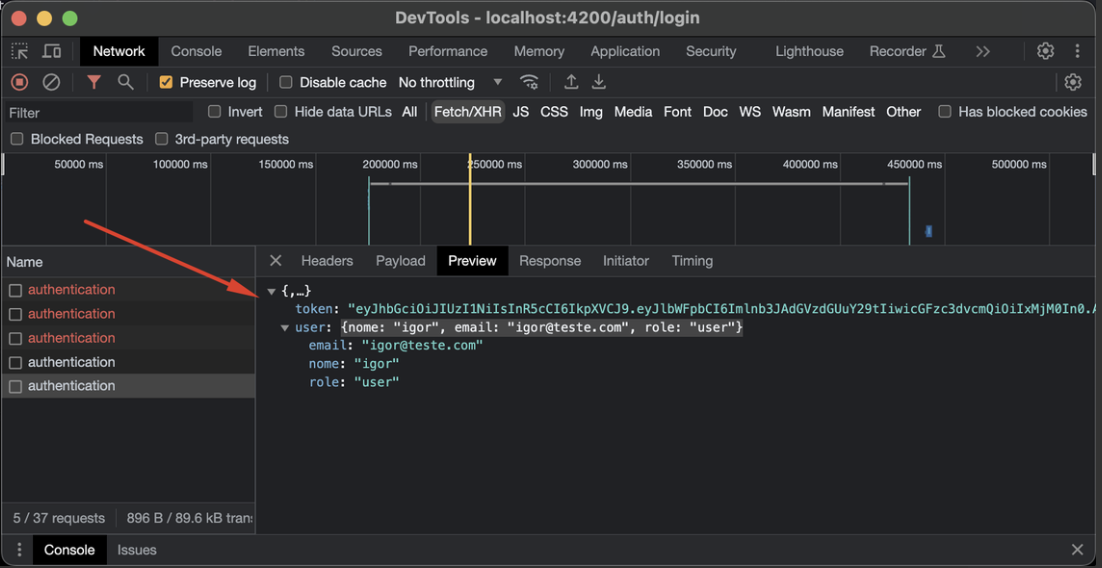 DevTools - localhost:4200/auth/login
Network Console Elements Sources Performance Memory Application Security Lighthouse Recorder
Preserve log Disable cache No throttling
Filter Invert Hide data URLs All Fetch/XHR JS CSS Img Media Font Doc WS Wasm Manifest Other Has blocked cookies
Blocked Requests 3rd-party requests
50000 ms 100000 ms 150000 ms 200000 ms 250000 ms 300000 ms 350000 ms 400000 ms 450000 ms 500000 ms
Name
Headers Payload Preview Response Initiator Timing
authentication
authentication
authentication
authentication
authentication
{,…}
token: "eyJhbGciOiJIUzI1NiIsInR5cCI6IkpXVCJ9.eyJlbWFpbCI6Imlnb3JAdGVzdGUuY29tIiwicGFzc3dvcmQiOiIxMjM0In0.A
user: {nome: "igor", email: "igor@teste.com", role: "user"}
email: "igor@teste.com"
nome: "igor"
role: "user"
5 / 37 requests 896 B / 89.6 kB tran
Console Issues